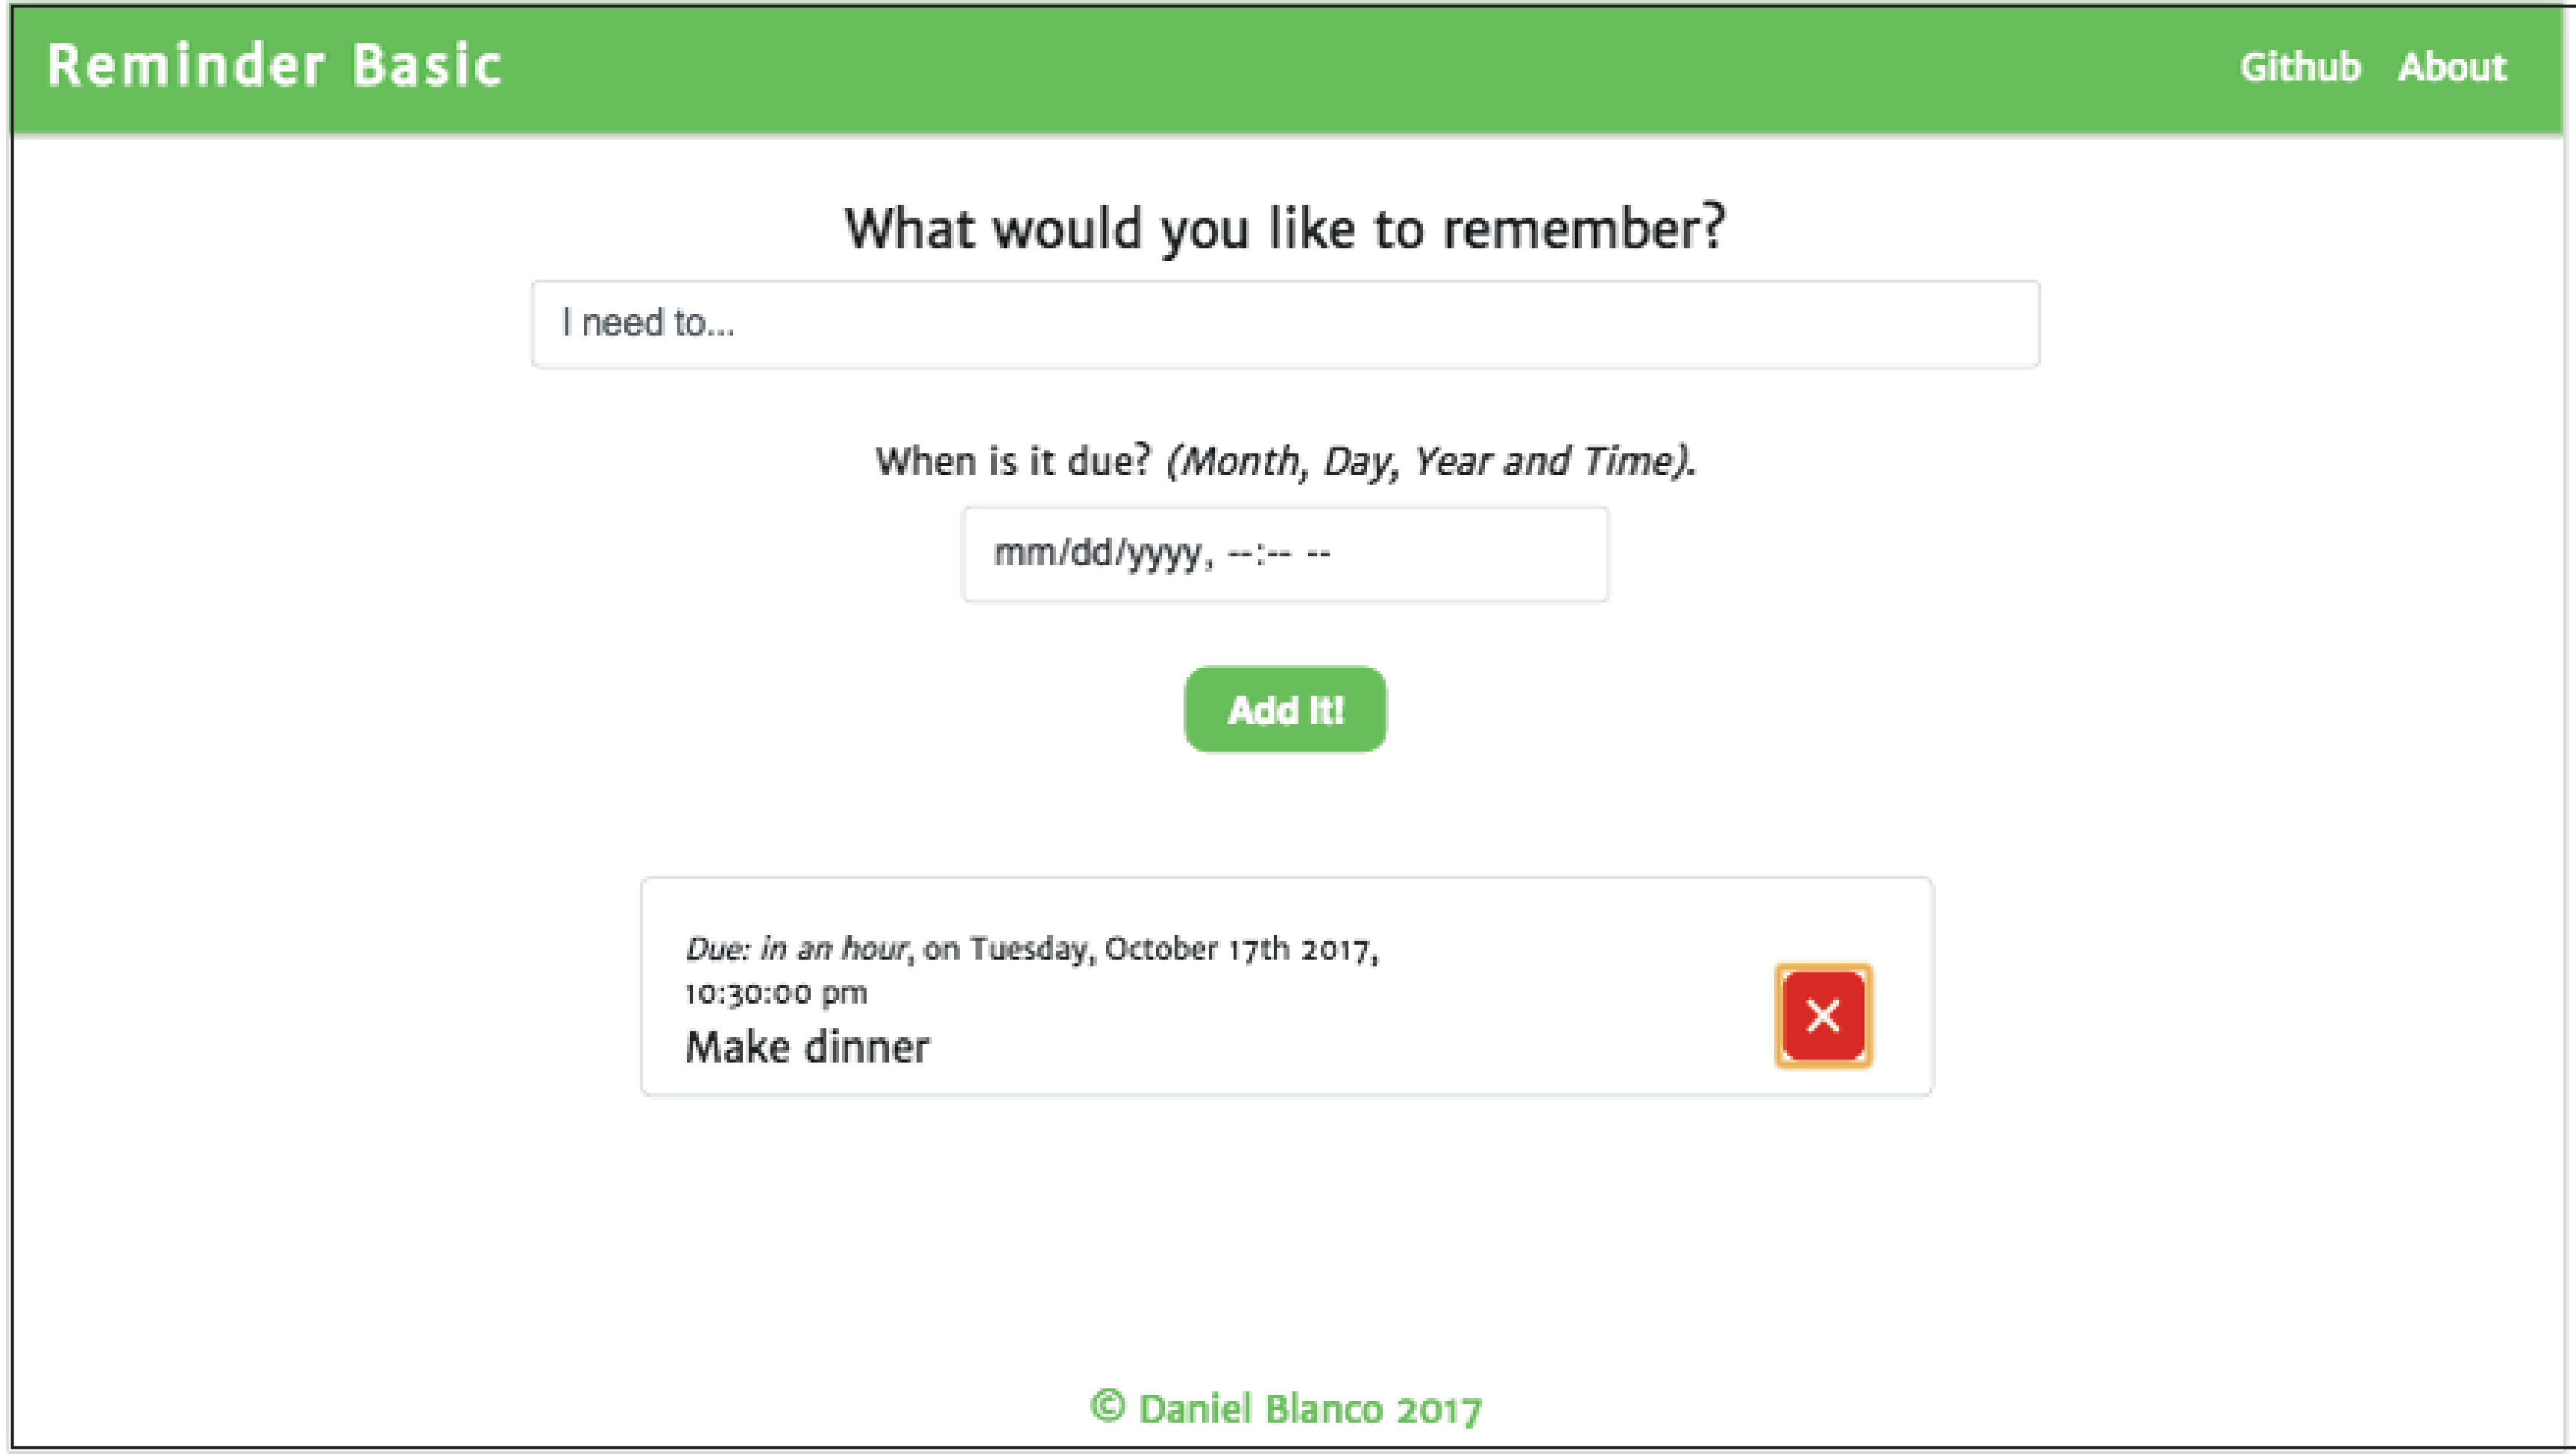 Reminder Basic
Github About
What would you like to remember?
I need to...
When is it due? (Month, Day, Year and Time).
mm/dd/yyyy, --:-- --
Add It!
Due: in an hour, on Tuesday, October 17th 2017,
10:30:00 pm
Make dinner
© Daniel Blanco 2017